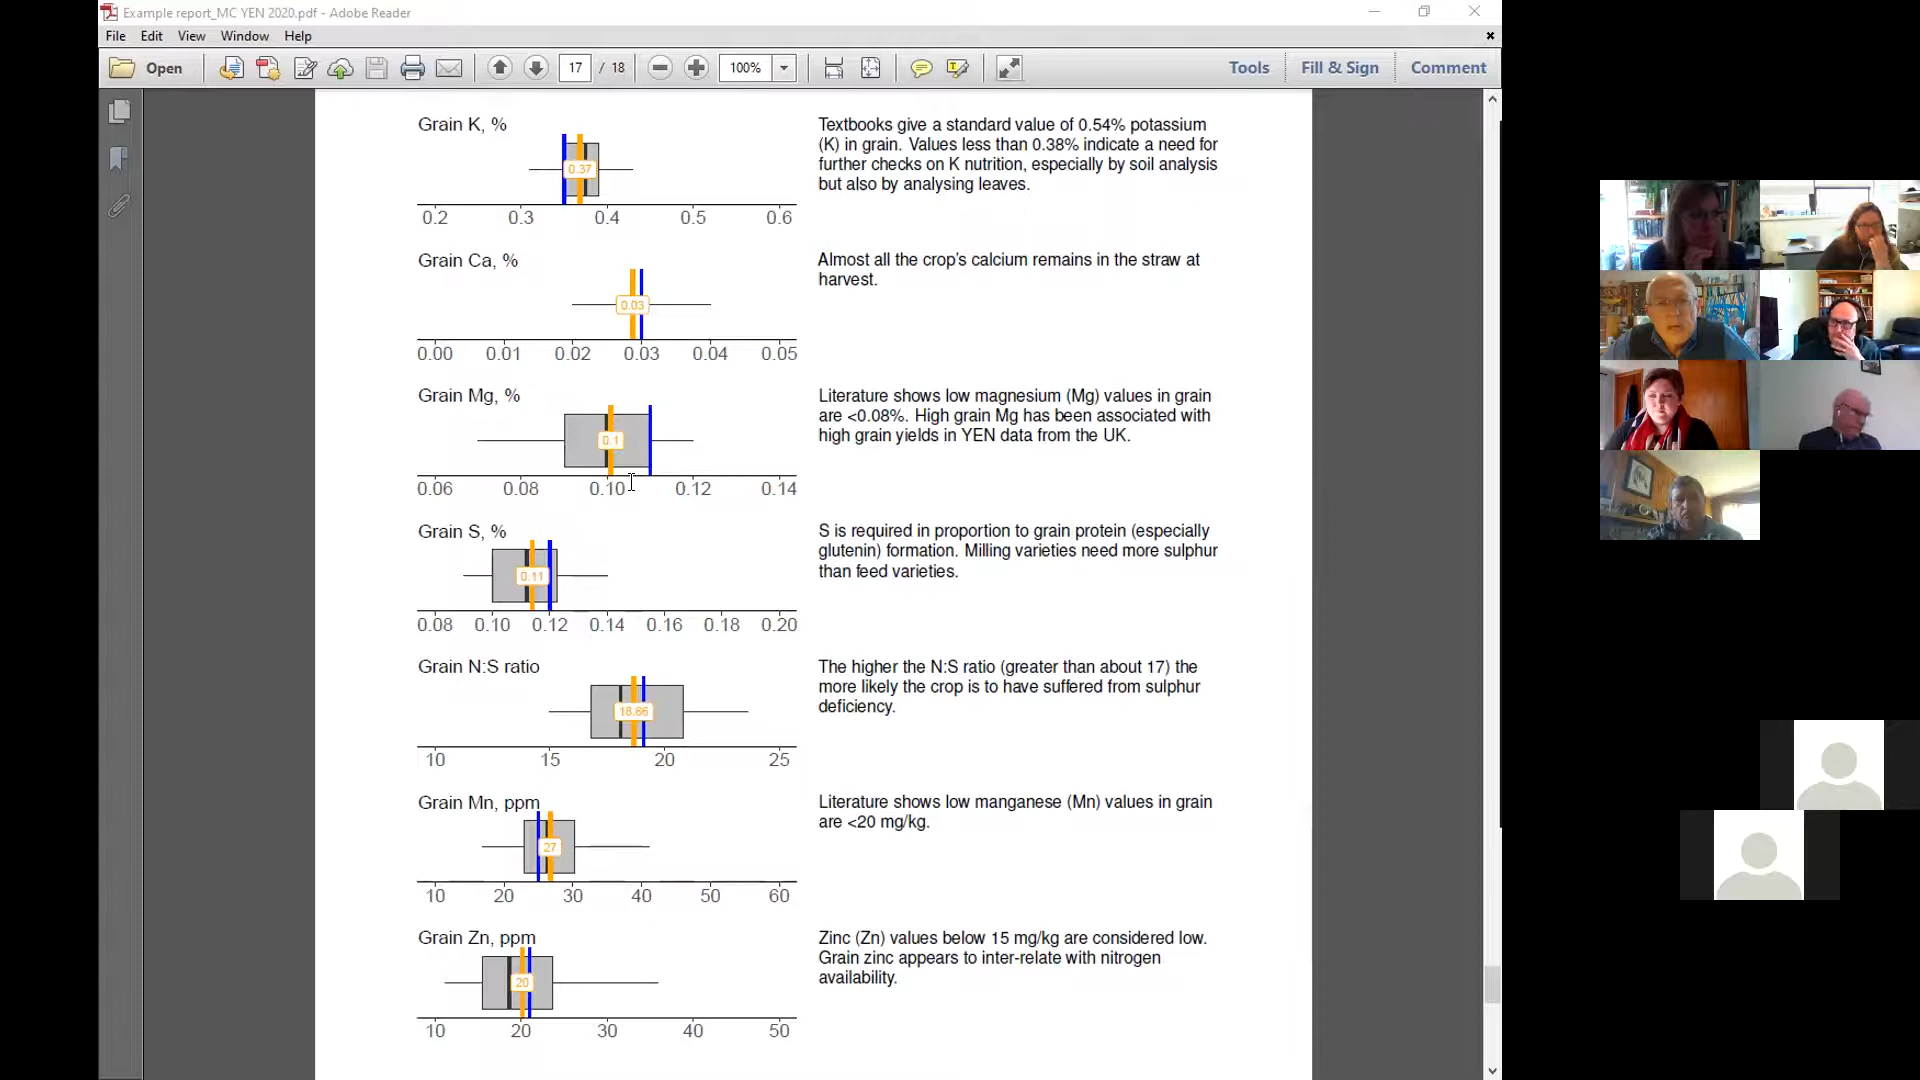 Example report_MC YEN 2020.pdf - Adobe Reader
File Edit View Window Help
Open 17 / 18 100% Tools Fill & Sign Comment
Grain K, %
0.37
0.2 0.3 0.4 0.5 0.6
Textbooks give a standard value of 0.54% potassium
(K) in grain. Values less than 0.38% indicate a need for
further checks on K nutrition, especially by soil analysis
but also by analysing leaves.
Grain Ca, %
0.03
0.00 0.01 0.02 0.03 0.04 0.05
Almost all the crop's calcium remains in the straw at
harvest.
Grain Mg, %
0.1
0.06 0.08 0.10 0.12 0.14
Literature shows low magnesium (Mg) values in grain
are <0.08%. High grain Mg has been associated with
high grain yields in YEN data from the UK.
Grain S, %
0.11
0.08 0.10 0.12 0.14 0.16 0.18 0.20
S is required in proportion to grain protein (especially
glutenin) formation. Milling varieties need more sulphur
than feed varieties.
Grain N:S ratio
18.66
10 15 20 25
The higher the N:S ratio (greater than about 17) the
more likely the crop is to have suffered from sulphur
deficiency.
Grain Mn, ppm
27
10 20 30 40 50 60
Literature shows low manganese (Mn) values in grain
are <20 mg/kg.
Grain Zn, ppm
20
10 20 30 40 50
Zinc (Zn) values below 15 mg/kg are considered low.
Grain zinc appears to inter-relate with nitrogen
availability.